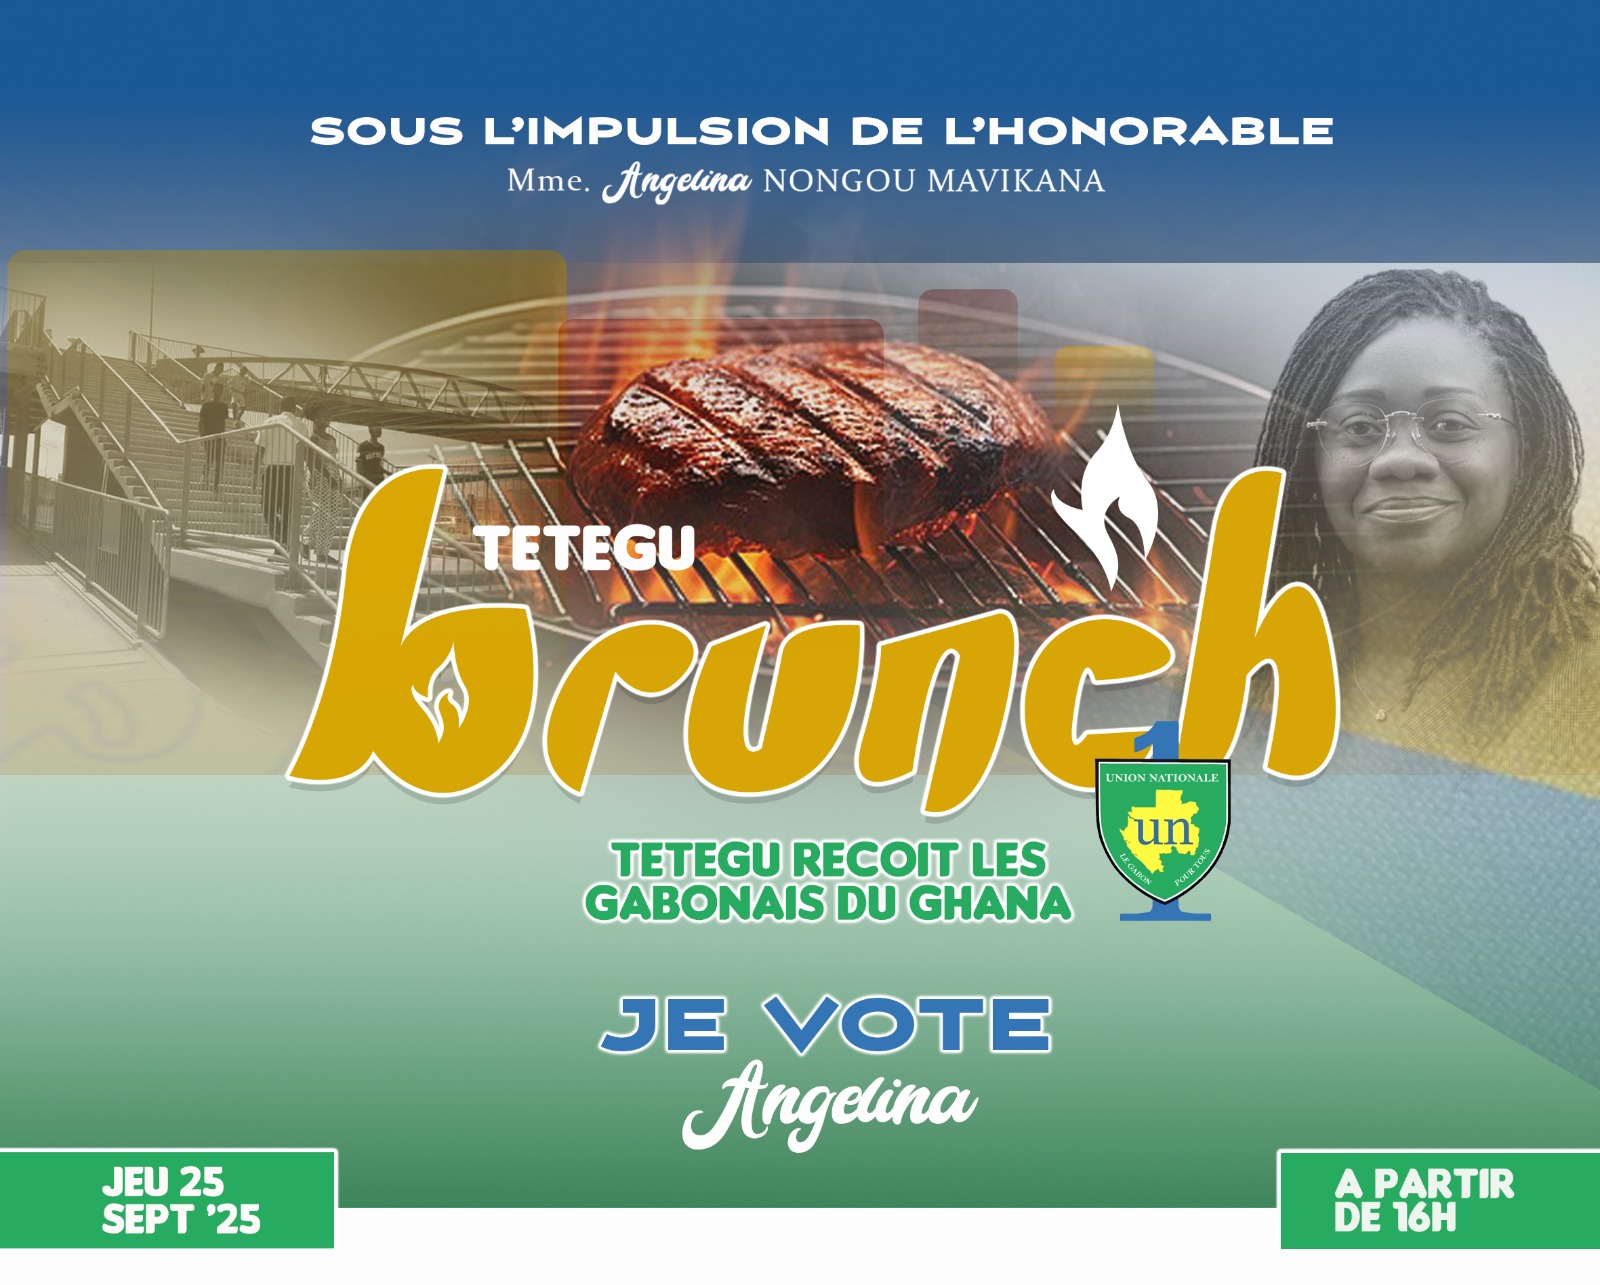 SOUS L'IMPULSION DE L'HONORABLE
Mme. Angelina NONGOU MAVIKANA
TETEGU
brunch
1
UNION NATIONALE
un
LE GABON POUR TOUS
TETEGU RECOIT LES
GABONAIS DU GHANA
JE VOTE
Angelina
JEU 25
SEPT '25
A PARTIR
DE 16H